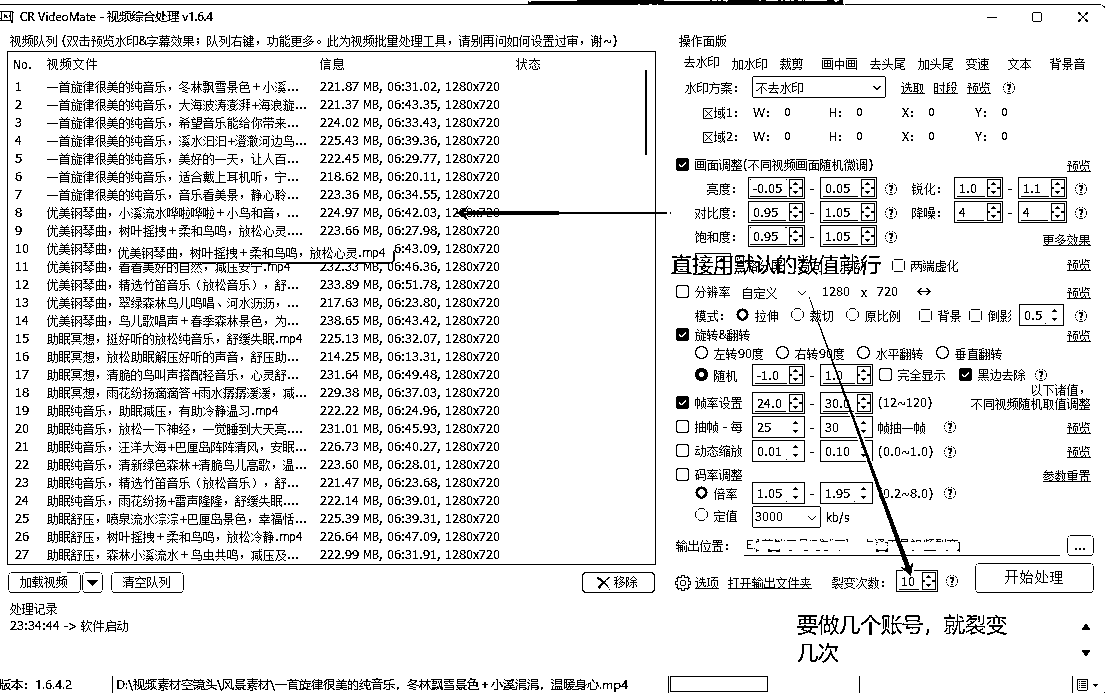 CR VideoMate - 视频综合处理 v1.6.4
视频队列 {双击预览水印&字幕效果；队列右键，功能更多。此为视频批量处理工具，请别再问如何设置过审，谢~}
No. 视频文件 信息 状态
1 一首旋律很美的纯音乐，冬林飘雪景色＋小溪... 221.87 MB, 06:31.02, 1280x720
2 一首旋律很美的纯音乐，大海波涛澎湃+海浪漩... 221.37 MB, 06:43.35, 1280x720
3 一首旋律很美的纯音乐，希望音乐能给你带来... 224.02 MB, 06:33.43, 1280x720
4 一首旋律很美的纯音乐，溪水汩汩+澄澈河边鸟... 225.43 MB, 06:39.36, 1280x720
5 一首旋律很美的纯音乐，美好的一天，让人百... 222.45 MB, 06:29.77, 1280x720
6 一首旋律很美的纯音乐，适合戴上耳机听，宁... 218.62 MB, 06:20.11, 1280x720
7 一首旋律很美的纯音乐，音乐看美景，静心聆... 223.36 MB, 06:34.55, 1280x720
8 优美钢琴曲，小溪流水哗啦哗啦＋小鸟和音，... 224.97 MB, 06:42.03, 1280x720
9 优美钢琴曲，树叶摇拽＋柔和鸟鸣，放松心灵... 223.66 MB, 06:27.98, 1280x720
10 优美钢琴曲，树叶摇拽＋柔和鸟鸣，放松心灵.mp4 6:43.09, 1280x720
11 优美钢琴曲，看看美好的自然，减压安宁.mp4 232.33 MB, 06:46.36, 1280x720
12 优美钢琴曲，精选竹笛音乐（放松音乐），舒... 233.89 MB, 06:51.78, 1280x720
13 优美钢琴曲，翠绿森林鸟儿鸣唱、河水沥沥，... 217.63 MB, 06:23.80, 1280x720
14 优美钢琴曲，鸟儿歌唱声＋春季森林景色，为... 238.65 MB, 06:43.42, 1280x720
15 助眠冥想，挺好听的放松纯音乐，舒缓失眠.mp4 225.13 MB, 06:32.07, 1280x720
16 助眠冥想，放松助眠解压好听的声音，舒压助... 214.25 MB, 06:13.31, 1280x720
17 助眠冥想，清脆的鸟叫声搭配轻音乐，心灵舒... 231.64 MB, 06:49.48, 1280x720
18 助眠冥想，雨花纷扬滴滴答+雨水孱孱湲湲，减... 229.38 MB, 06:37.03, 1280x720
19 助眠纯音乐，助眠减压，有助冷静温习.mp4 222.22 MB, 06:24.96, 1280x720
20 助眠纯音乐，放松一下神经，一觉睡到大天亮... 231.01 MB, 06:45.93, 1280x720
21 助眠纯音乐，汪洋大海+巴厘岛阵阵清风，安眠... 226.73 MB, 06:40.27, 1280x720
22 助眠纯音乐，清新绿色森林+清脆鸟儿高歌，温... 223.60 MB, 06:28.01, 1280x720
23 助眠纯音乐，精选竹笛音乐（放松音乐），舒... 221.47 MB, 06:23.68, 1280x720
24 助眠纯音乐，雨花纷扬+雷声隆隆，舒缓失眠... 222.14 MB, 06:39.01, 1280x720
25 助眠舒压，喷泉流水淙淙+巴厘岛景色，幸福恬... 225.39 MB, 06:39.31, 1280x720
26 助眠舒压，树叶摇拽＋柔和鸟鸣，放松冷静.mp4 226.64 MB, 06:47.09, 1280x720
27 助眠舒压，森林小溪流水＋鸟虫共鸣，减压及... 222.99 MB, 06:31.91, 1280x720
加载视频 清空队列 移除
处理记录
23:34:44 -> 软件启动
操作面版
去水印 加水印 裁剪 画中画 去头尾 加头尾 变速 文本 背景音
水印方案： 不去水印 选取 时段 预览
区域1： W： 0 H： 0 X： 0 Y： 0
区域2： W： 0 H： 0 X： 0 Y： 0
画面调整{不同视频画面随机微调} 预览
亮度： -0.05 - 0.05 锐化： 1.0 - 1.1
对比度： 0.95 - 1.05 降噪： 4 - 4
饱和度： 0.95 - 1.05 更多效果
直接用默认的数值就行 两端虚化 预览
分辨率 自定义 1280 x 720 预览
模式： 拉伸 裁切 原比例 背景 倒影 0.5
旋转&翻转 预览
左转90度 右转90度 水平翻转 垂直翻转
随机 -1.0 - 1.0 完全显示 黑边去除
以下诸值，
帧率设置 24.0 - 30.0 {12~120} 不同视频随机取值调整
抽帧 - 每 25 - 30 帧抽一帧 预览
动态缩放 0.01 - 0.10 {0.0~1.0} 预览
码率调整 参数重置
倍率 1.05 - 1.95 {0.2~8.0}
定值 3000 kb/s
输出位置： ...
选项 打开输出文件夹 裂变次数： 10 开始处理
要做几个账号，就裂变
几次
版本：1.6.4.2 D:\视频素材空镜头\风景素材\一首旋律很美的纯音乐，冬林飘雪景色＋小溪涓涓，温暖身心.mp4